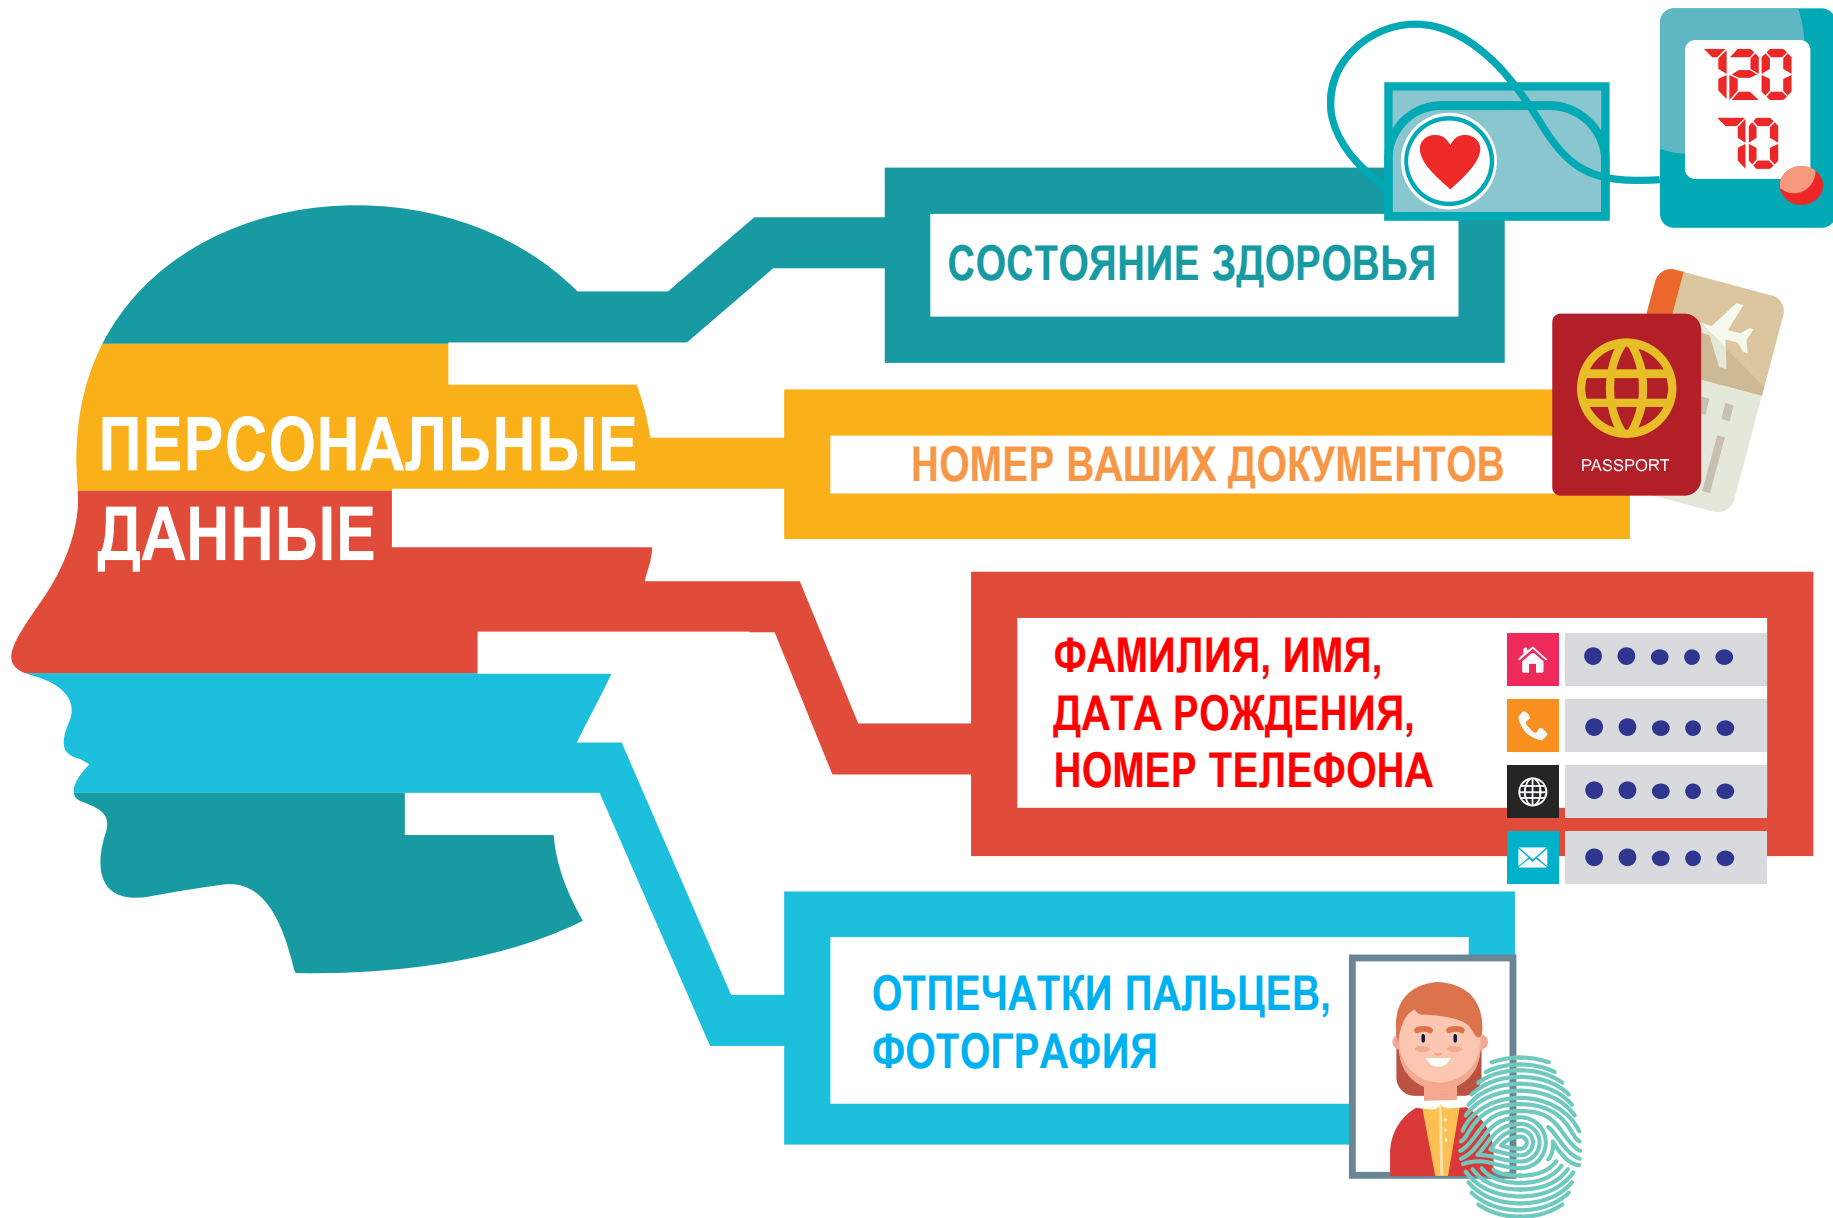 120
70
СОСТОЯНИЕ ЗДОРОВЬЯ
ПЕРСОНАЛЬНЫЕ
ДАННЫЕ
НОМЕР ВАШИХ ДОКУМЕНТОВ
PASSPORT
ФАМИЛИЯ, ИМЯ,
ДАТА РОЖДЕНИЯ,
НОМЕР ТЕЛЕФОНА
ОТПЕЧАТКИ ПАЛЬЦЕВ,
ФОТОГРАФИЯ